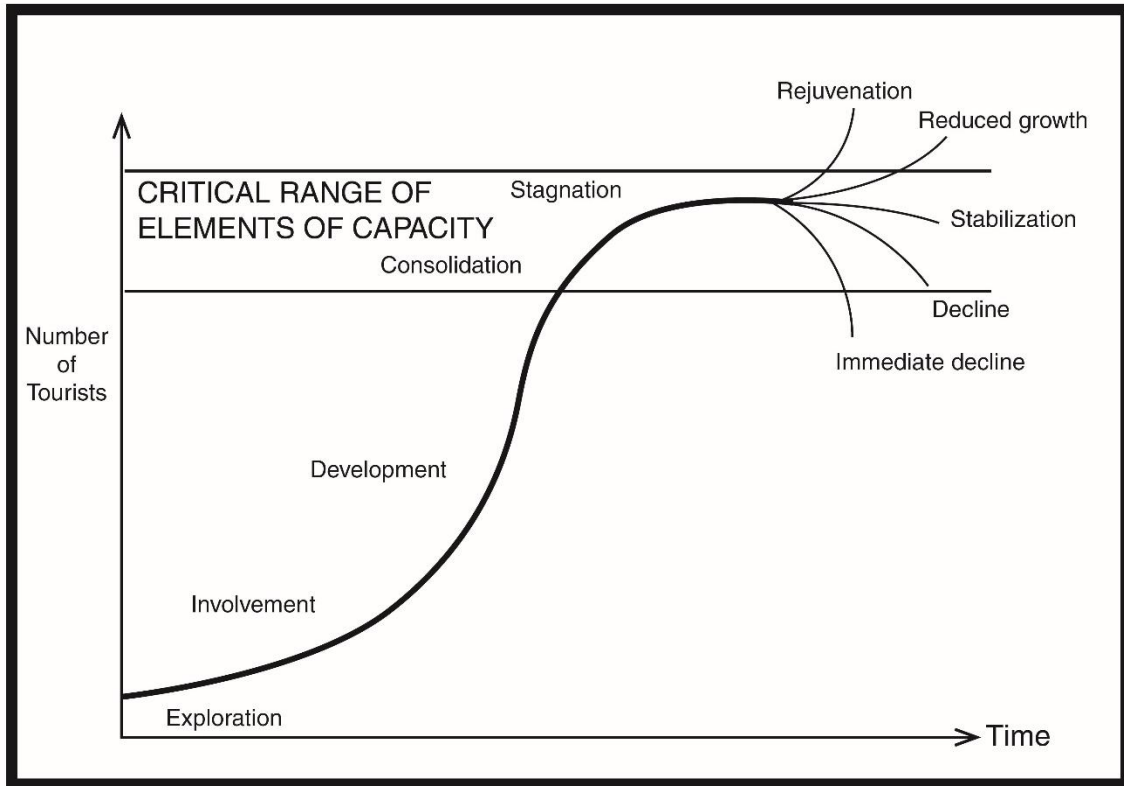 Rejuvenation
Reduced growth
CRITICAL RANGE OF
ELEMENTS OF CAPACITY
Stagnation
Stabilization
Consolidation
Decline
Number
of
Tourists
Immediate decline
Development
Involvement
Exploration
Time